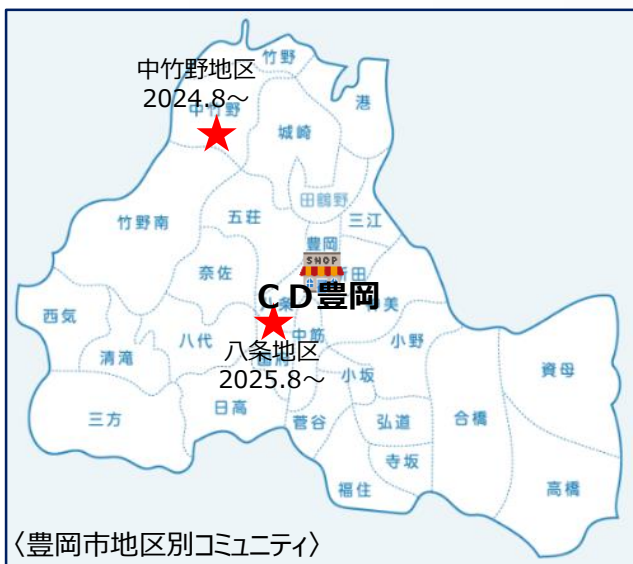 竹野
中竹野地区
2024.8～
中竹野
港
城崎
田鶴野
竹野南
五荘
三江
豊岡
SHOP
奈佐
CD豊岡
西気
八代
中筋
小野
清滝
八条地区
2025.8～
小坂
資母
三方
日高
菅谷
弘道
合橋
寺坂
福住
高橋
〈豊岡市地区別コミュニティ〉